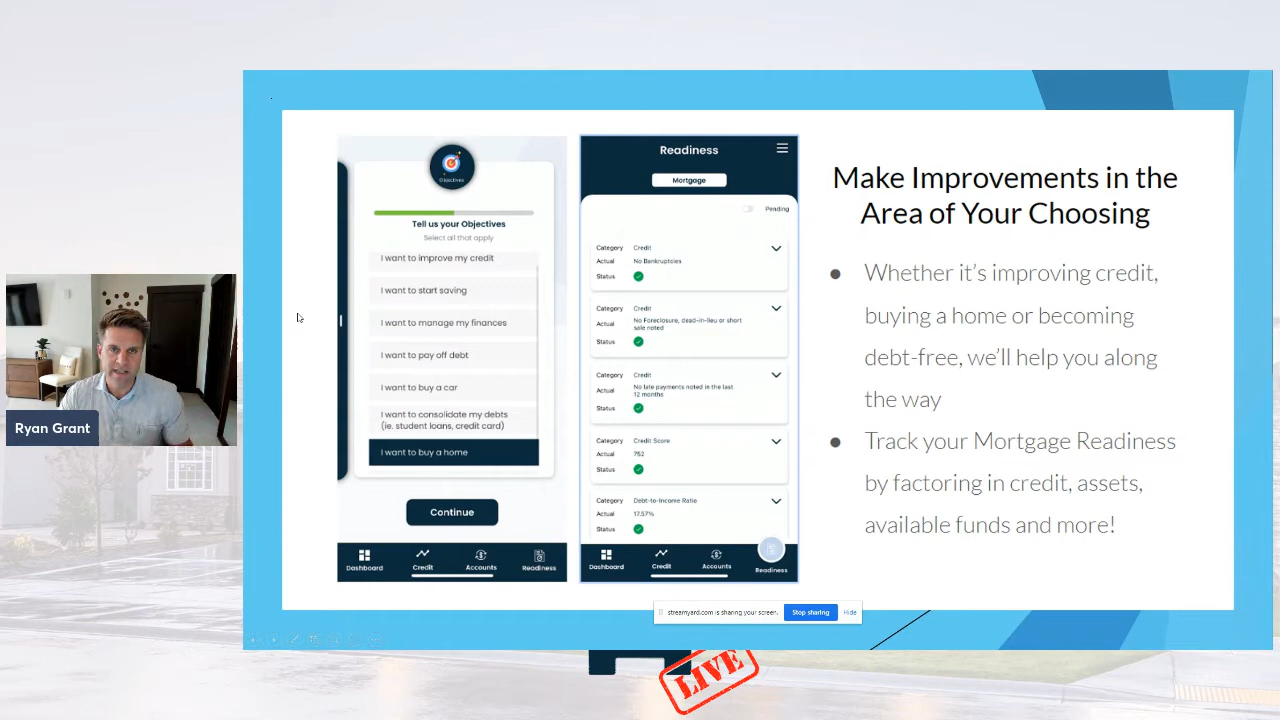 Objectives
Tell us your Objectives
Select all that apply
I want to improve my credit
I want to start saving
I want to manage my finances
I want to pay off debt
I want to buy a car
I want to consolidate my debts
(ie. student loans, credit card)
I want to buy a home
Continue
Dashboard
Credit
Accounts
Readiness
Readiness
Mortgage
Pending
Category Credit
Actual No Bankruptcies
Status
Category Credit
Actual No Foreclosure, deed-in-lieu or short
sale noted
Status
Category Credit
Actual No late payments noted in the last
12 months
Status
Category Credit Score
Actual 752
Status
Category Debt-to-Income Ratio
Actual 17.57%
Status
Dashboard
Credit
Accounts
Readiness
Make Improvements in the
Area of Your Choosing
● Whether it’s improving credit,
buying a home or becoming
debt-free, we’ll help you along
the way
● Track your Mortgage Readiness
by factoring in credit, assets,
available funds and more!
Ryan Grant
streamyard.com is sharing your screen.
Stop sharing
Hide
LIVE